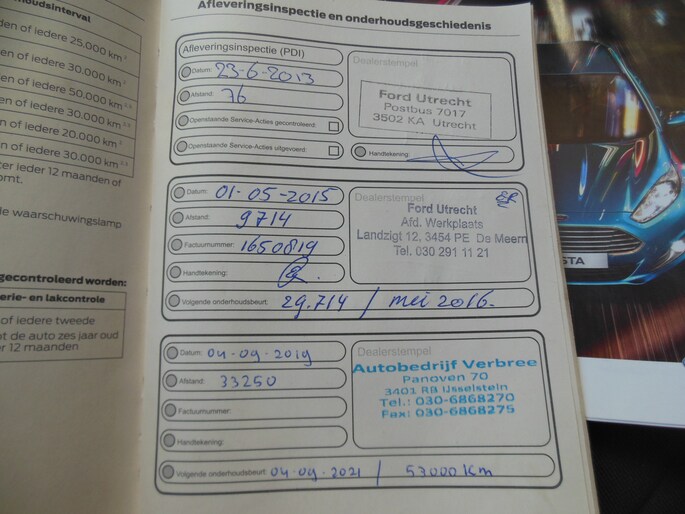 houdsinterval
en of iedere 25.000 km
en of iedere 30.000 km
en of iedere 50.000 km
en of iedere 30.000 km
en of iedere 20.000 km
en of iedere 30.000 km
er ieder 12 maanden of
omt.
de waarschuwingslamp
gecontroleerd worden:
erie- en lakcontrole
of iedere tweede
t de auto zes jaar oud
er 12 maanden
Afleveringsinspectie en onderhoudsgeschiedenis
Afleveringsinspectie (PDI)
Datum: 23-6-2013
Afstand: 76
Openstaande Service-Acties gecontroleerd:
Openstaande Service-Acties uitgevoerd:
Dealerstempel
Ford Utrecht
Postbus 7017
3502 KA Utrecht
Handtekening:
Datum: 01-05-2015
Afstand: 9714
Factuurnummer: 1650819
Handtekening:
Dealerstempel
Ford Utrecht
Afd. Werkplaats
Landzigt 12, 3454 PE De Meern
Tel. 030 291 11 21
Volgende onderhoudsbeurt: 29.714 / mei 2016.
Datum: 04-09-2019
Afstand: 33250
Factuurnummer:
Handtekening:
Dealerstempel
Autobedrijf Verbree
Panoven 70
3401 RB IJsselstein
Tel.: 030-6868270
Fax: 030-6868275
Volgende onderhoudsbeurt: 04-09-2021 / 53000 Km
STA